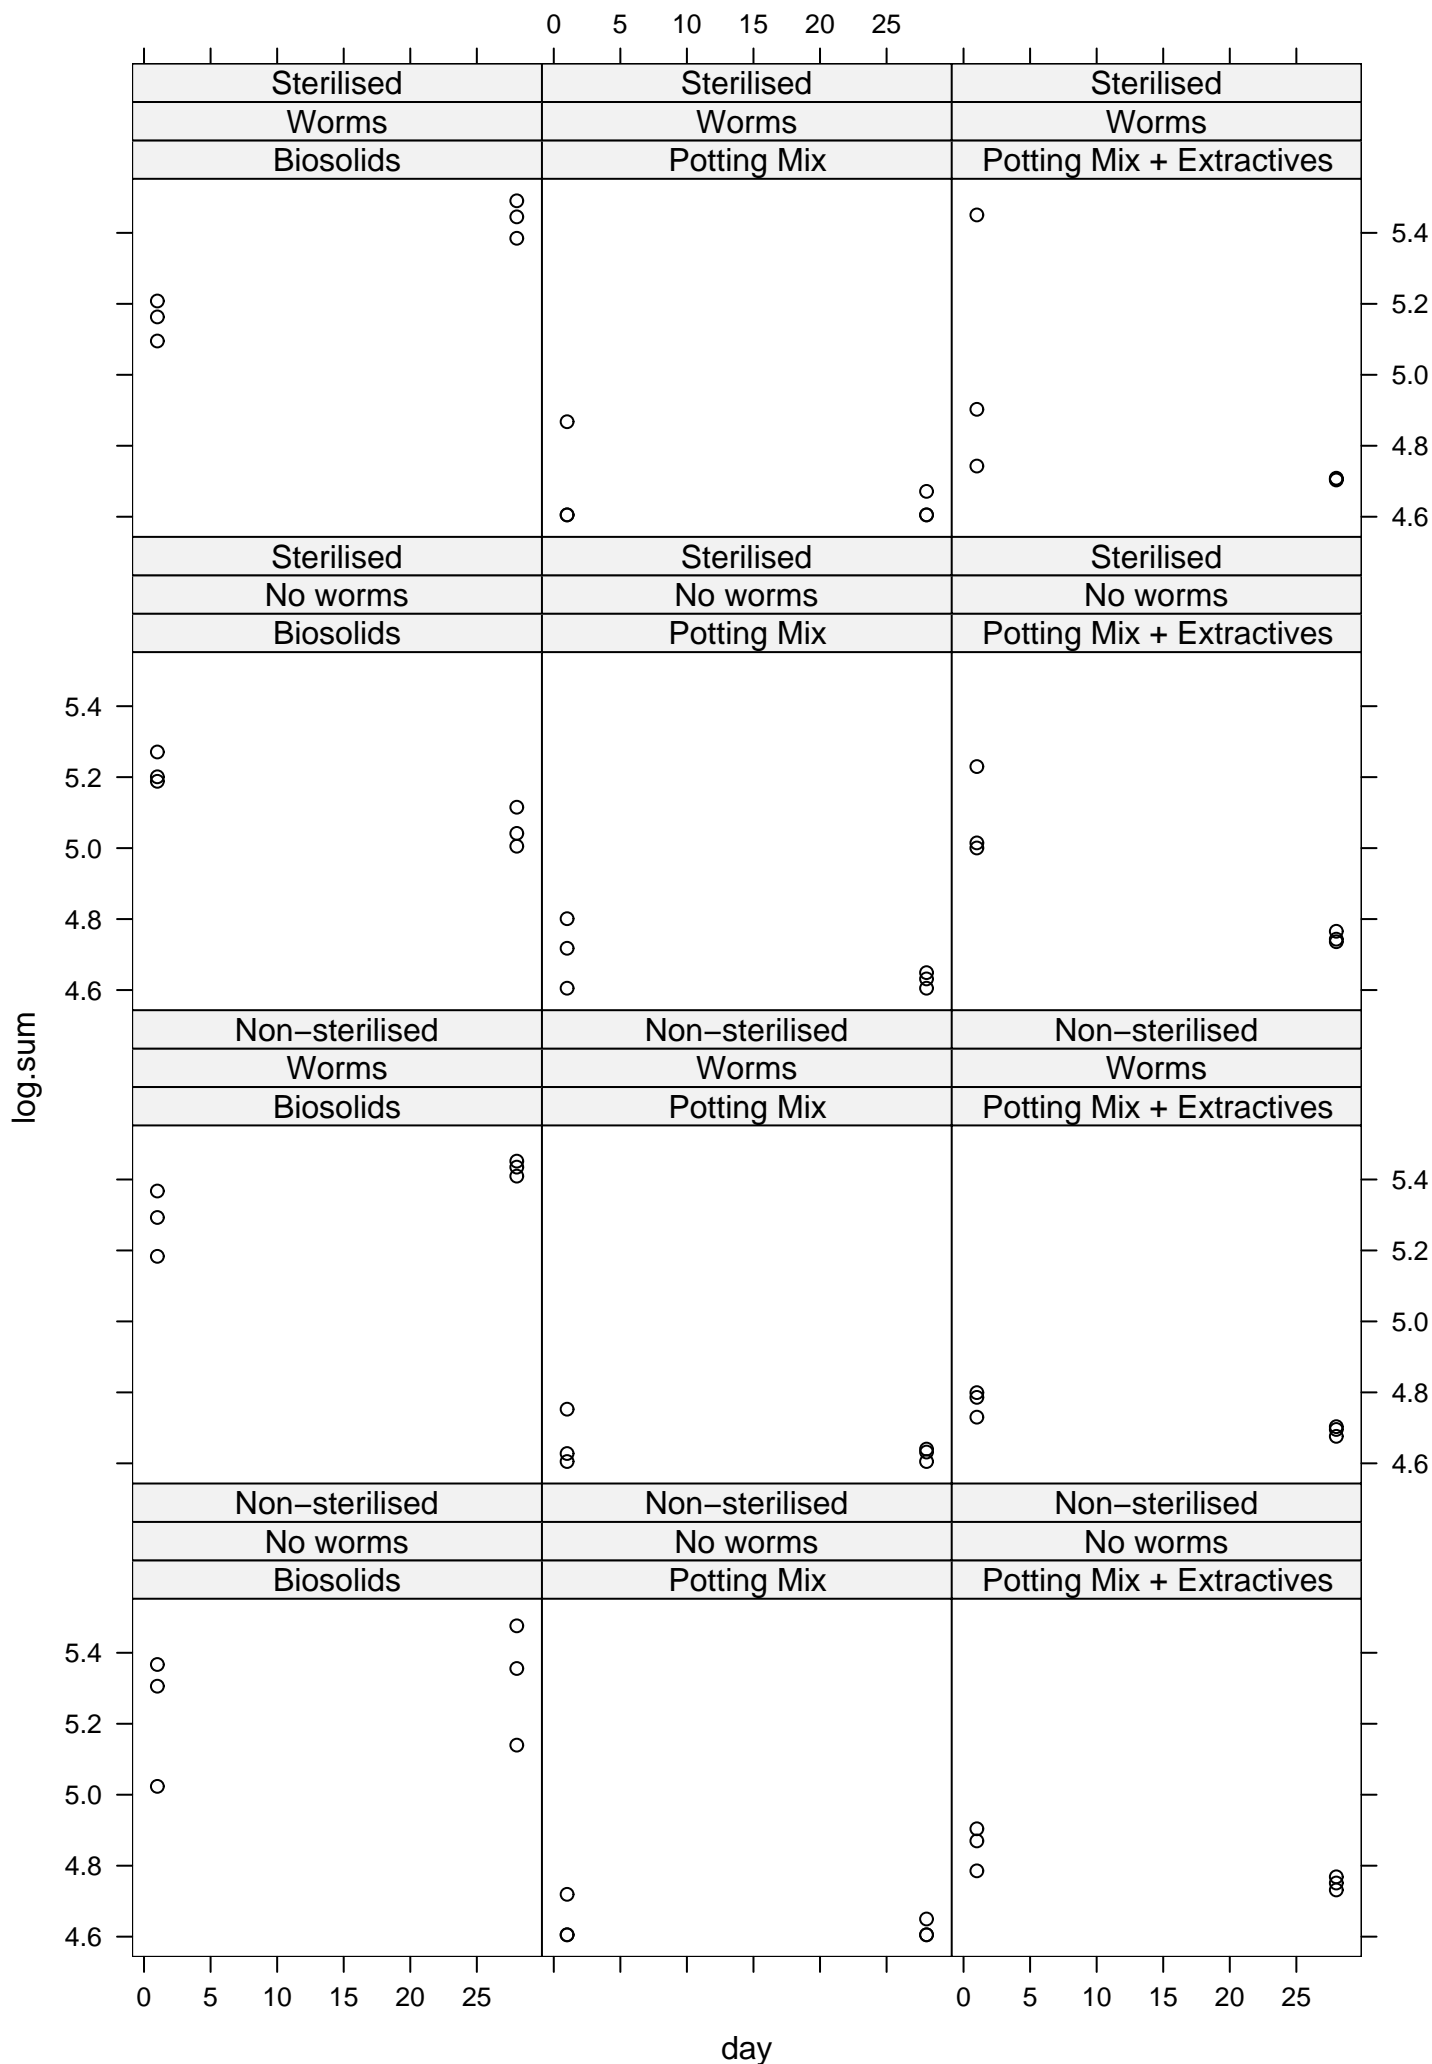 0 5 10 15 20 25
Sterilised Sterilised Sterilised
Worms Worms Worms
Biosolids Potting Mix Potting Mix + Extractives
5.4
5.2
5.0
4.8
4.6
Sterilised Sterilised Sterilised
No worms No worms No worms
Biosolids Potting Mix Potting Mix + Extractives
5.4
5.2
5.0
4.8
4.6
log.sum
Non−sterilised Non−sterilised Non−sterilised
Worms Worms Worms
Biosolids Potting Mix Potting Mix + Extractives
5.4
5.2
5.0
4.8
4.6
Non−sterilised Non−sterilised Non−sterilised
No worms No worms No worms
Biosolids Potting Mix Potting Mix + Extractives
5.4
5.2
5.0
4.8
4.6
0 5 10 15 20 25 0 5 10 15 20 25
day